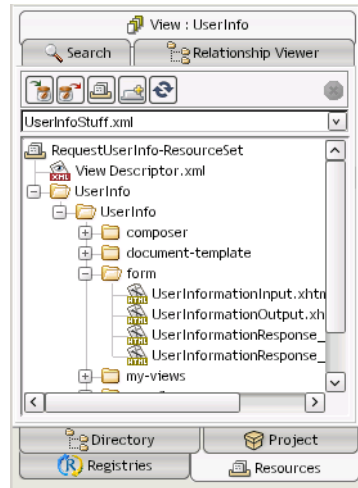 View : UserInfo
Search
Relationship Viewer
UserInfoStuff.xml
RequestUserInfo-ResourceSet
View Descriptor.xml
UserInfo
UserInfo
composer
document-template
form
UserInformationInput.xhtm
UserInformationOutput.xh
UserInformationResponse_
UserInformationResponse_
my-views
Directory
Project
Registries
Resources